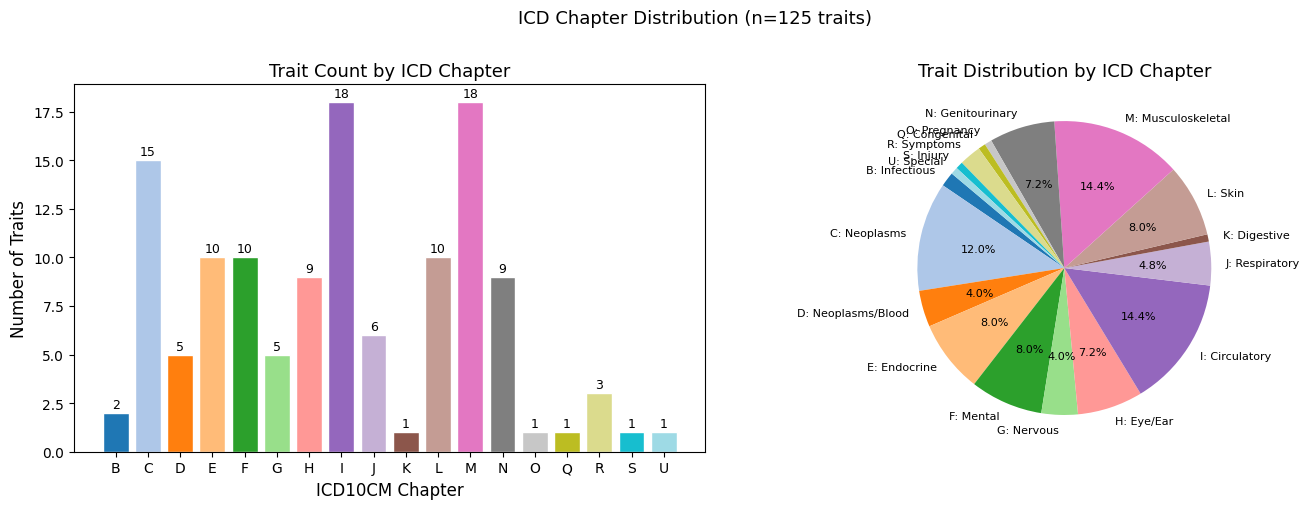 ICD Chapter Distribution (n=125 traits)
Trait Count by ICD Chapter
Number of Traits
17.5
15.0
12.5
10.0
7.5
5.0
2.5
0.0
2
15
5
10
10
5
9
18
6
1
10
18
9
1
1
3
1
1
B C D E F G H I J K L M N O Q R S U
ICD10CM Chapter
Trait Distribution by ICD Chapter
N: Genitourinary
O: Pregnancy
Q: Congenital
R: Symptoms
S: Injury
U: Special
B: Infectious
C: Neoplasms
D: Neoplasms/Blood
E: Endocrine
F: Mental
G: Nervous
H: Eye/Ear
I: Circulatory
J: Respiratory
K: Digestive
L: Skin
M: Musculoskeletal
7.2%
12.0%
4.0%
8.0%
8.0%
4.0%
7.2%
14.4%
4.8%
8.0%
14.4%